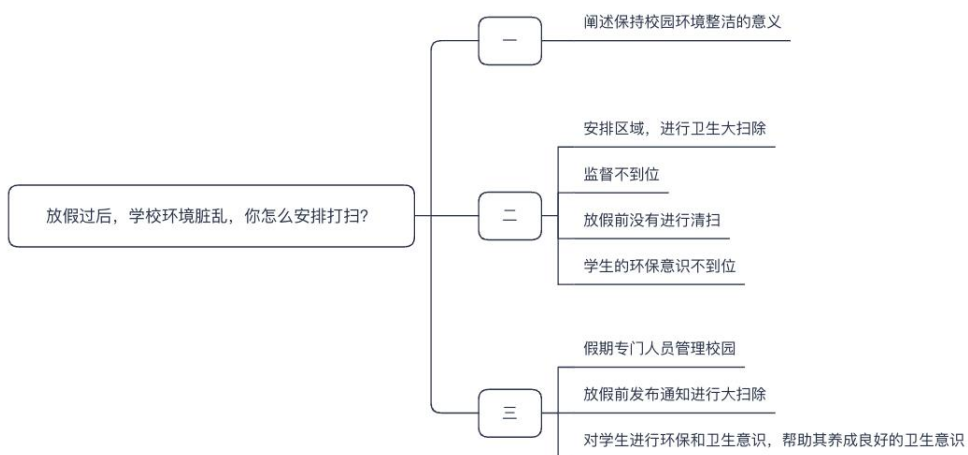 放假过后，学校环境脏乱，你怎么安排打扫？
一
阐述保持校园环境整洁的意义
二
安排区域，进行卫生大扫除
监督不到位
放假前没有进行清扫
学生的环保意识不到位
三
假期专门人员管理校园
放假前发布通知进行大扫除
对学生进行环保和卫生意识，帮助其养成良好的卫生意识